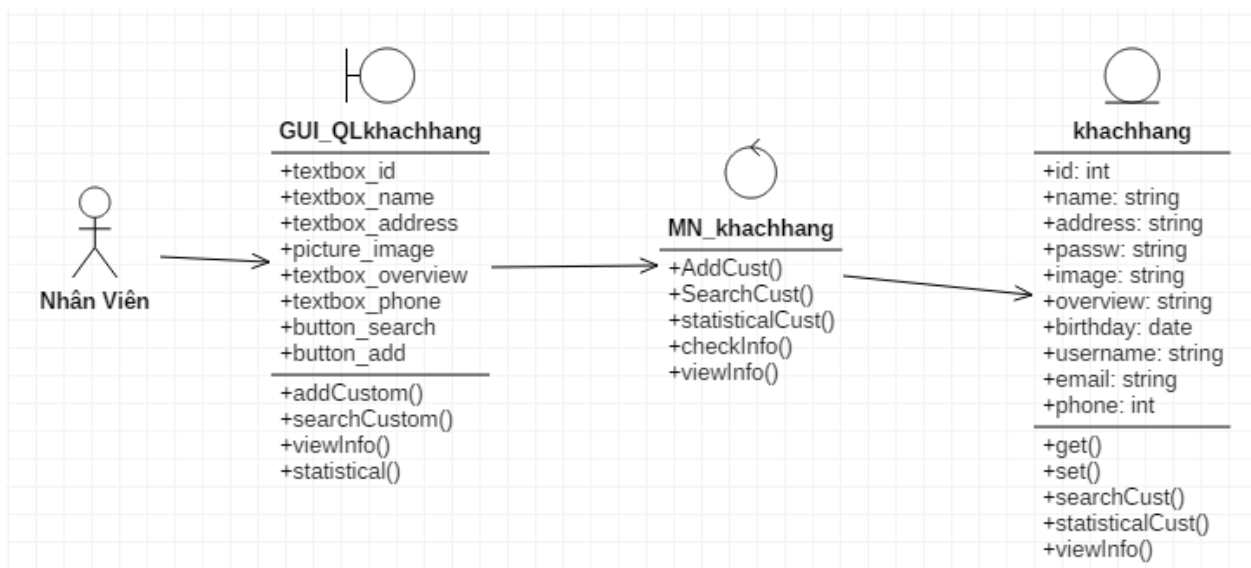 GUI_QLkhachhang
+textbox_id
+textbox_name
+textbox_address
+picture_image
+textbox_overview
+textbox_phone
+button_search
+button_add
+addCustom()
+searchCustom()
+viewInfo()
+statistical()
Nhân Viên
MN_khachhang
+AddCust()
+SearchCust()
+statisticalCust()
+checkInfo()
+viewInfo()
khachhang
+id: int
+name: string
+address: string
+passw: string
+image: string
+overview: string
+birthday: date
+username: string
+email: string
+phone: int
+get()
+set()
+searchCust()
+statisticalCust()
+viewInfo()